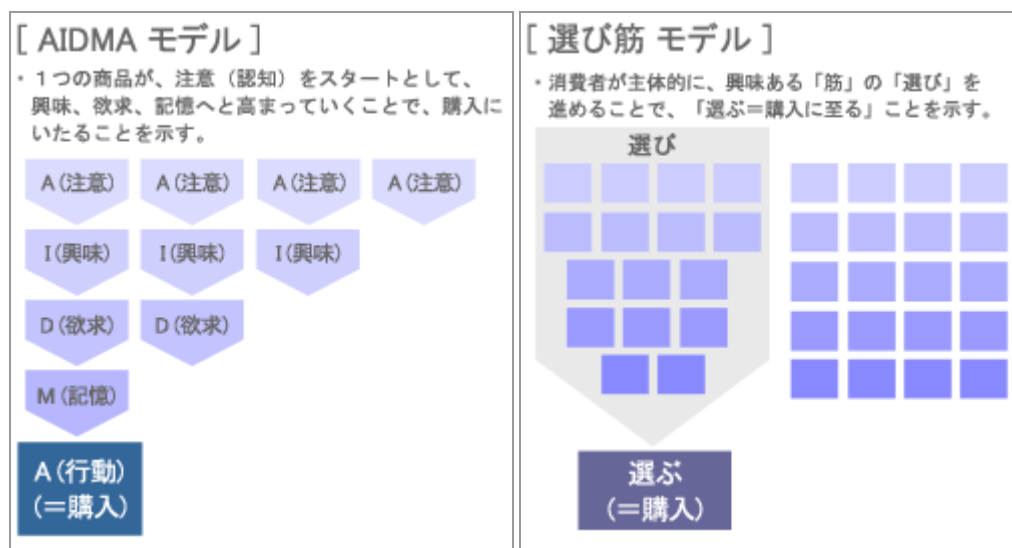 [ AIDMA モデル ]
・１つの商品が、注意（認知）をスタートとして、
興味、欲求、記憶へと高まっていくことで、購入に
いたることを示す。
A(注意) A(注意) A(注意) A(注意)
I(興味) I(興味) I(興味)
D(欲求) D(欲求)
M(記憶)
A(行動)
(＝購入)
[ 選び筋 モデル ]
・消費者が主体的に、興味ある「筋」の「選び」を
進めることで、「選ぶ＝購入に至る」ことを示す。
選び
選ぶ
(＝購入)